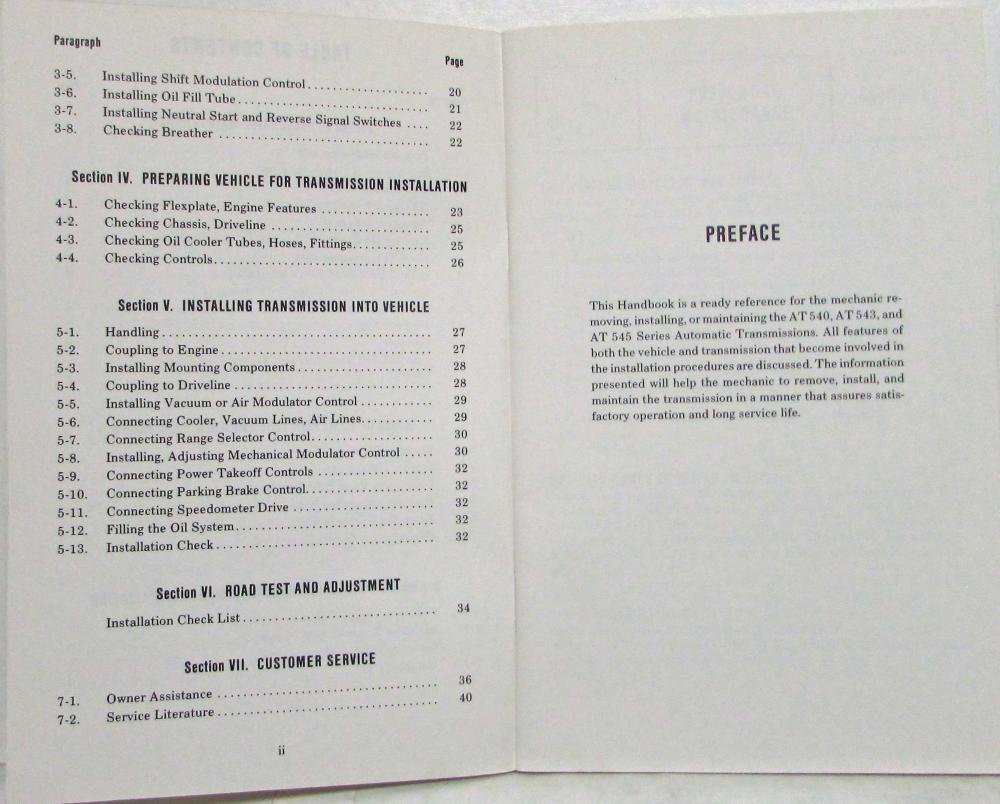 Paragraph
Page
3-5. Installing Shift Modulation Control........................ 20
3-6. Installing Oil Fill Tube........................ 21
3-7. Installing Neutral Start and Reverse Signal Switches .... 22
3-8. Checking Breather ........................ 22
Section IV. PREPARING VEHICLE FOR TRANSMISSION INSTALLATION
4-1. Checking Flexplate, Engine Features .................. 23
4-2. Checking Chassis, Driveline .......................... 25
4-3. Checking Oil Cooler Tubes, Hoses, Fittings............ 25
4-4. Checking Controls.................................. 26
Section V. INSTALLING TRANSMISSION INTO VEHICLE
5-1. Handling........................................ 27
5-2. Coupling to Engine................................ 27
5-3. Installing Mounting Components...................... 28
5-4. Coupling to Driveline .............................. 28
5-5. Installing Vacuum or Air Modulator Control ............ 29
5-6. Connecting Cooler, Vacuum Lines, Air Lines............ 29
5-7. Connecting Range Selector Control.................... 30
5-8. Installing, Adjusting Mechanical Modulator Control ..... 30
5-9. Connecting Power Takeoff Controls .................. 32
5-10. Connecting Parking Brake Control.................... 32
5-11. Connecting Speedometer Drive ...................... 32
5-12. Filling the Oil System.............................. 32
5-13. Installation Check................................ 32
Section VI. ROAD TEST AND ADJUSTMENT
Installation Check List.............................. 34
Section VII. CUSTOMER SERVICE
7-1. Owner Assistance ................................ 36
7-2. Service Literature................................ 40
ii
PREFACE
This Handbook is a ready reference for the mechanic re-
moving, installing, or maintaining the AT 540, AT 543, and
AT 545 Series Automatic Transmissions. All features of
both the vehicle and transmission that become involved in
the installation procedures are discussed. The information
presented will help the mechanic to remove, install, and
maintain the transmission in a manner that assures satis-
factory operation and long service life.